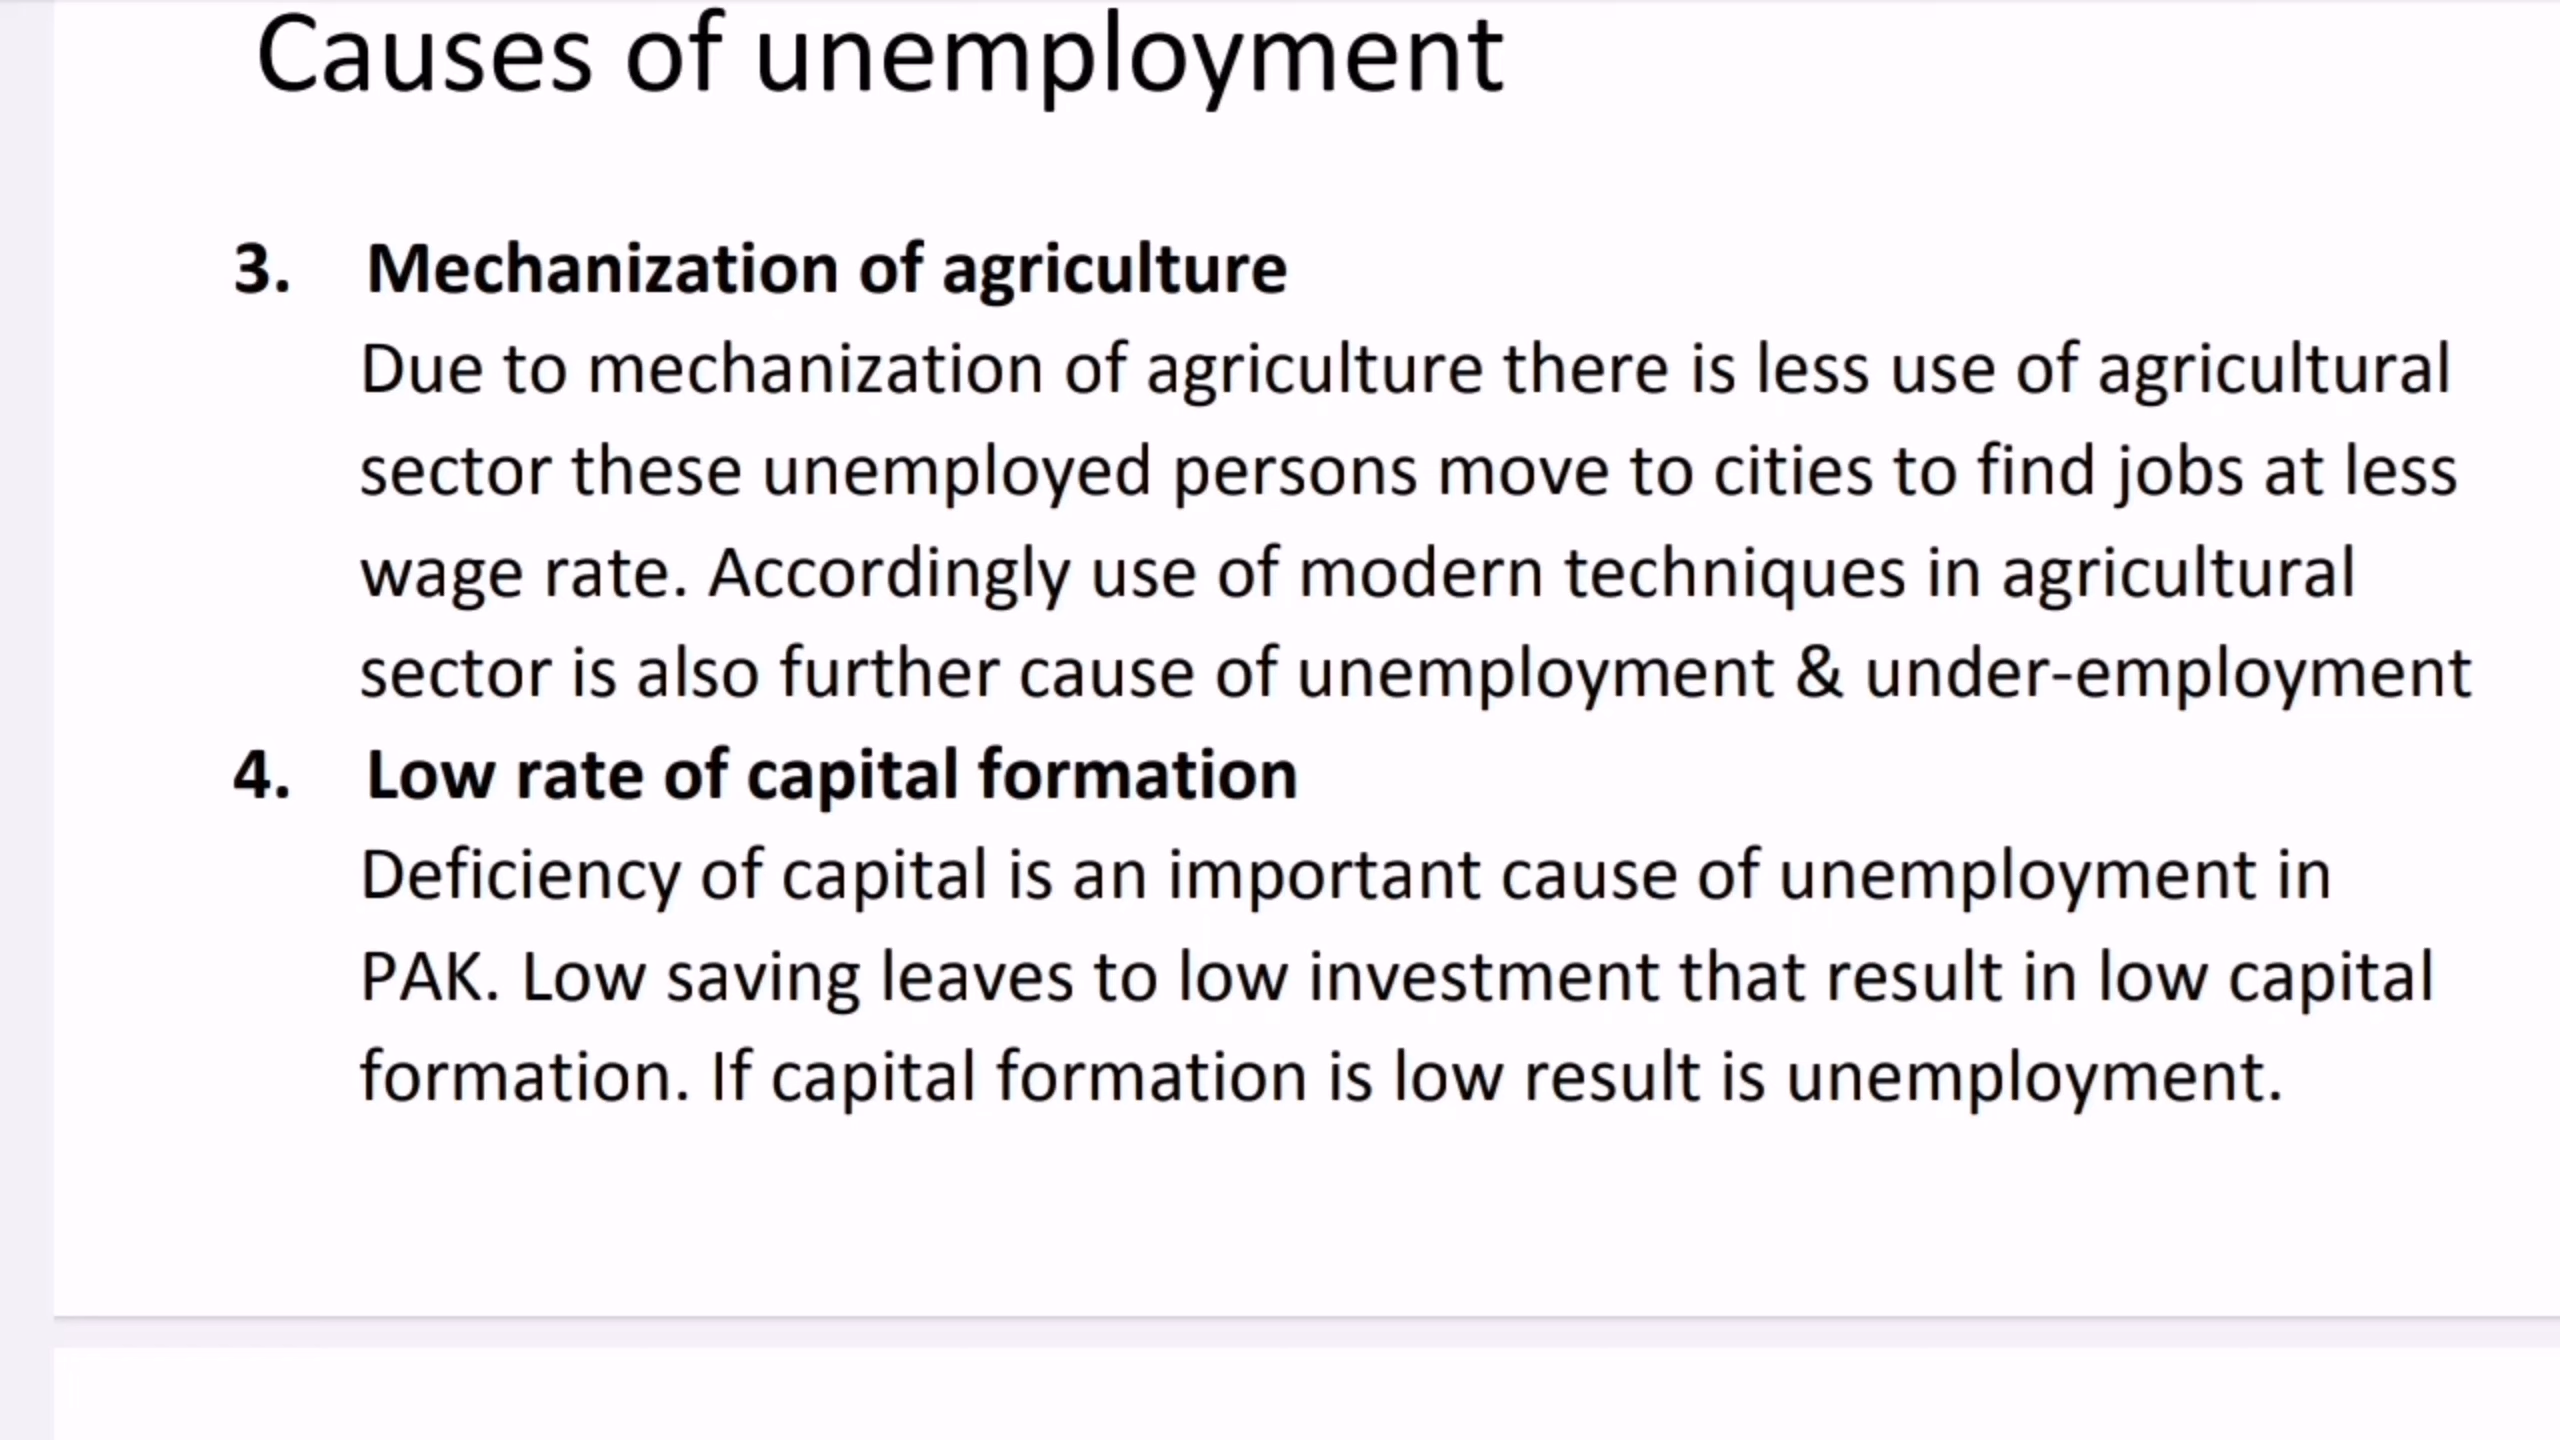 Causes of unemployment
3. Mechanization of agriculture
Due to mechanization of agriculture there is less use of agricultural
sector these unemployed persons move to cities to find jobs at less
wage rate. Accordingly use of modern techniques in agricultural
sector is also further cause of unemployment & under-employment
4. Low rate of capital formation
Deficiency of capital is an important cause of unemployment in
PAK. Low saving leaves to low investment that result in low capital
formation. If capital formation is low result is unemployment.